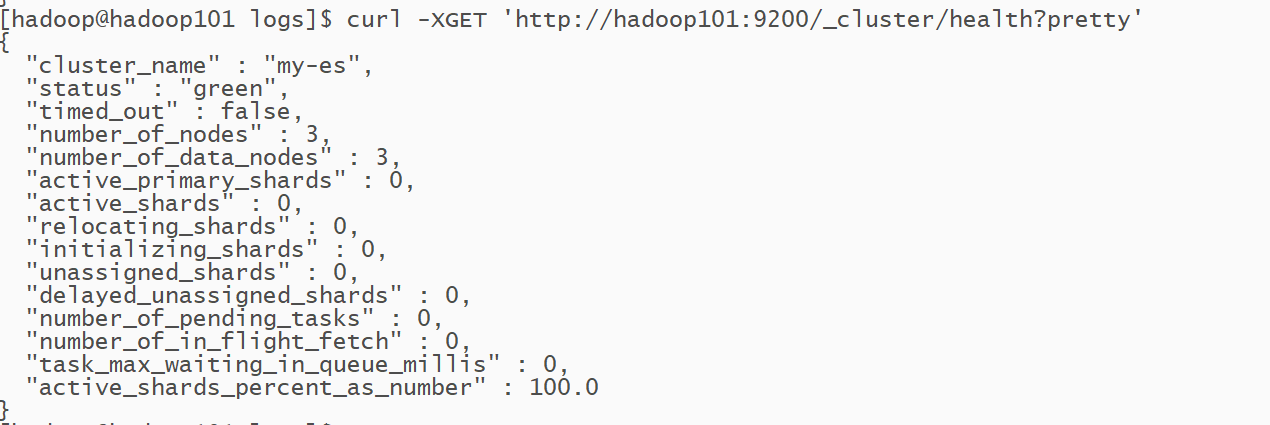 [hadoop@hadoop101 logs]$ curl -XGET 'http://hadoop101:9200/_cluster/health?pretty'
{
  "cluster_name" : "my-es",
  "status" : "green",
  "timed_out" : false,
  "number_of_nodes" : 3,
  "number_of_data_nodes" : 3,
  "active_primary_shards" : 0,
  "active_shards" : 0,
  "relocating_shards" : 0,
  "initializing_shards" : 0,
  "unassigned_shards" : 0,
  "delayed_unassigned_shards" : 0,
  "number_of_pending_tasks" : 0,
  "number_of_in_flight_fetch" : 0,
  "task_max_waiting_in_queue_millis" : 0,
  "active_shards_percent_as_number" : 100.0
}